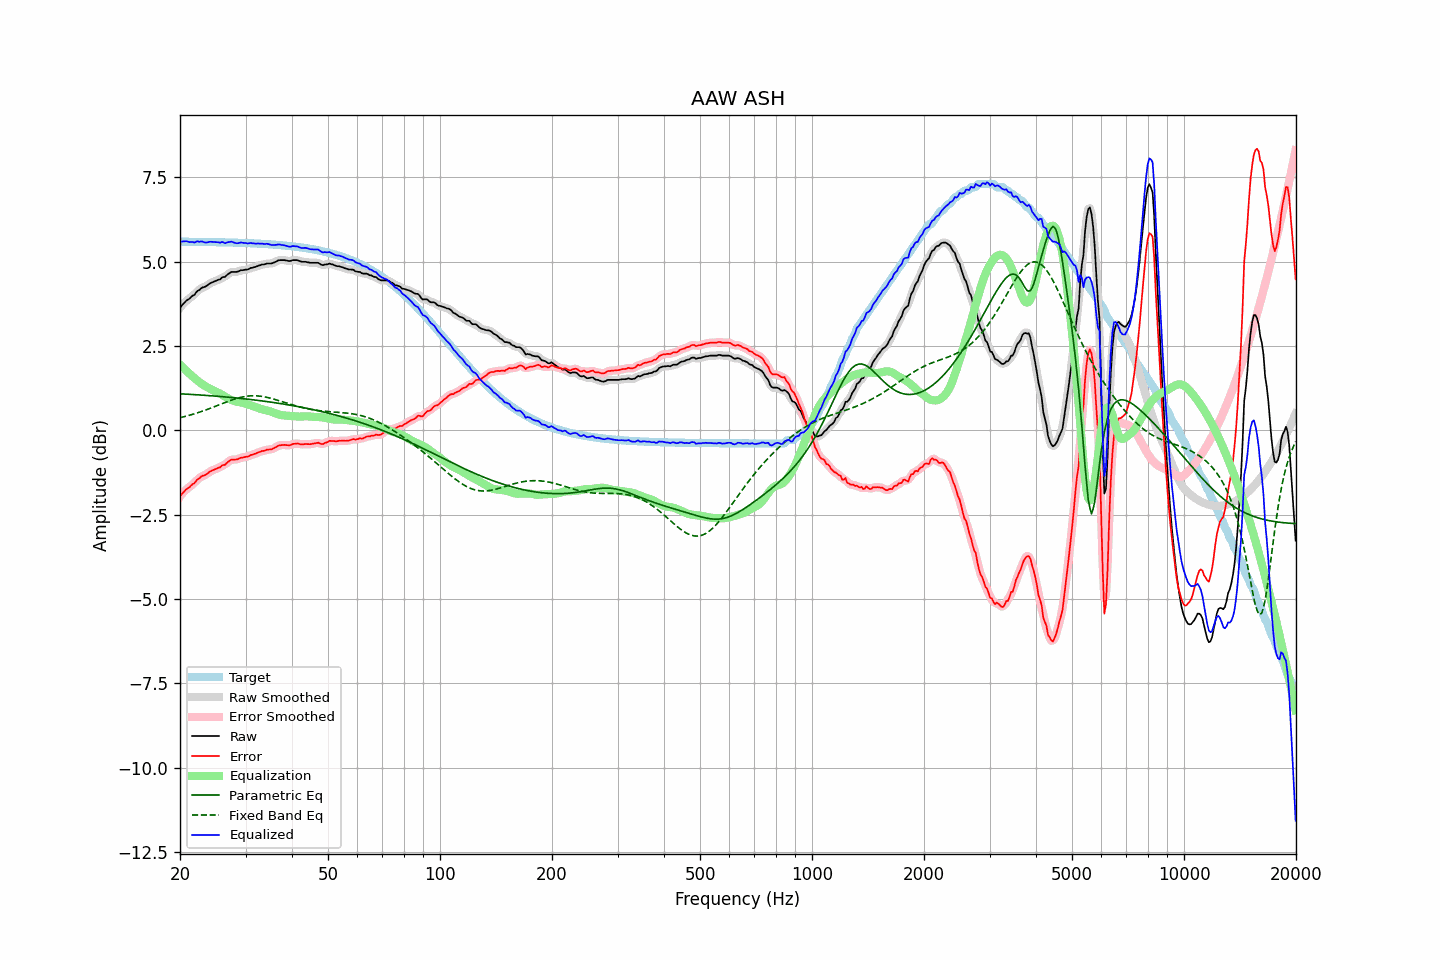 AAW ASH
Amplitude (dBr)
7.5
5.0
2.5
0.0
−2.5
−5.0
−7.5
−10.0
−12.5
Target
Raw Smoothed
Error Smoothed
Raw
Error
Equalization
Parametric Eq
Fixed Band Eq
Equalized
20 50 100 200 500 1000 2000 5000 10000 20000
Frequency (Hz)